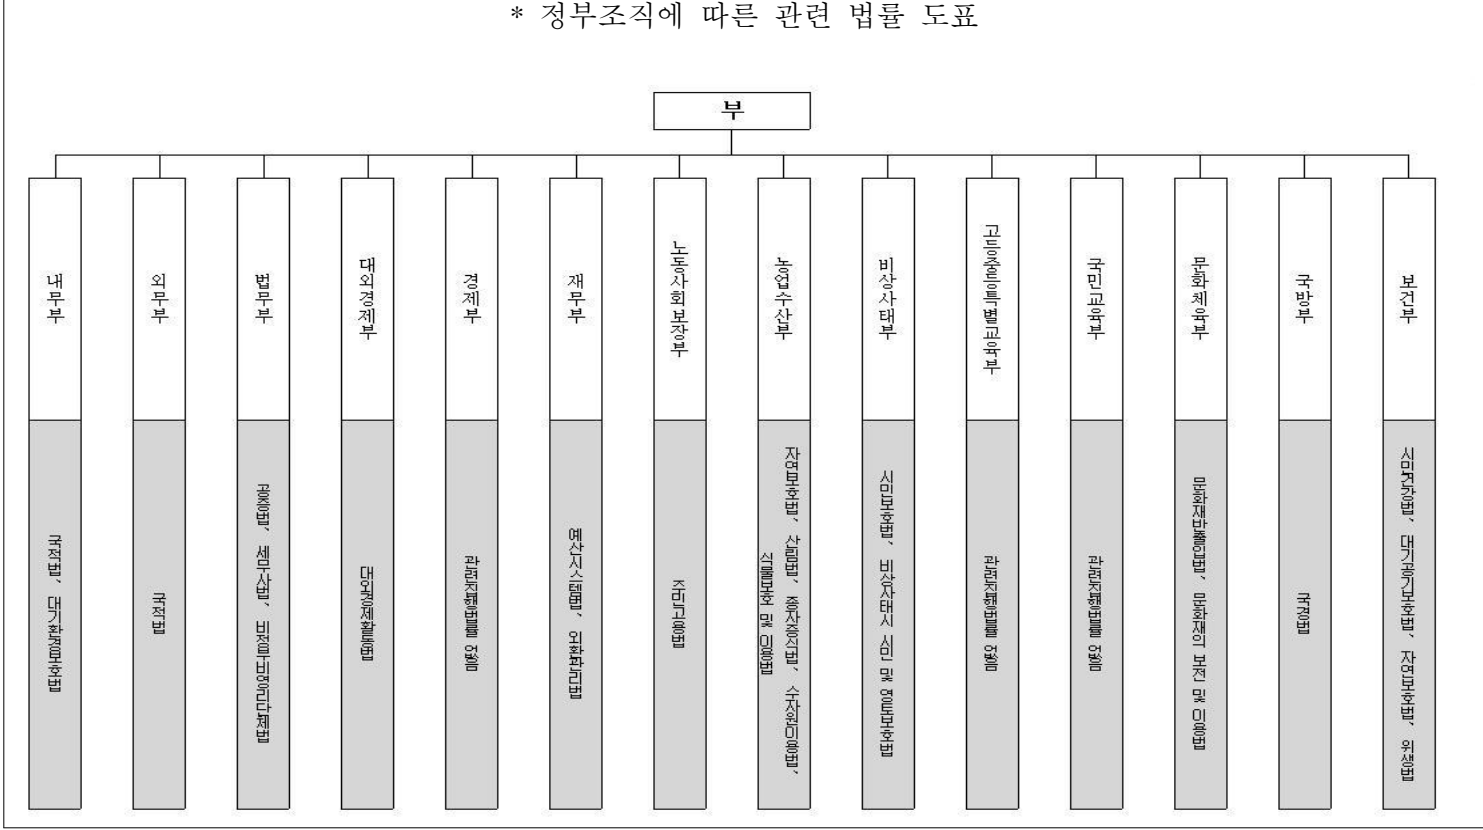 * 정부조직에 따른 관련 법률 도표
부
내무부
외무부
법무부
대외경제부
경제부
재무부
노동사회보장부
농업수산부
비상사태부
고등중등특별교육부
국민교육부
문화체육부
국방부
보건부
국적법, 대기환경보호법
국적법
공증법, 세무사법, 비정부비영리단체법
대외경제활동법
관련진행법률 없음
예산시스템법, 외환관리법
주민고용법
자연보호법, 산림법, 종자증식법, 수자원이용법,
식물보호 및 이용법
시민보호법, 비상사태시 시민 및 영토보호법
관련진행법률 없음
관련진행법률 없음
문화재반출입법, 문화재의 보전 및 이용법
국경법
시민건강법, 대기공기보호법, 자연보호법, 위생법